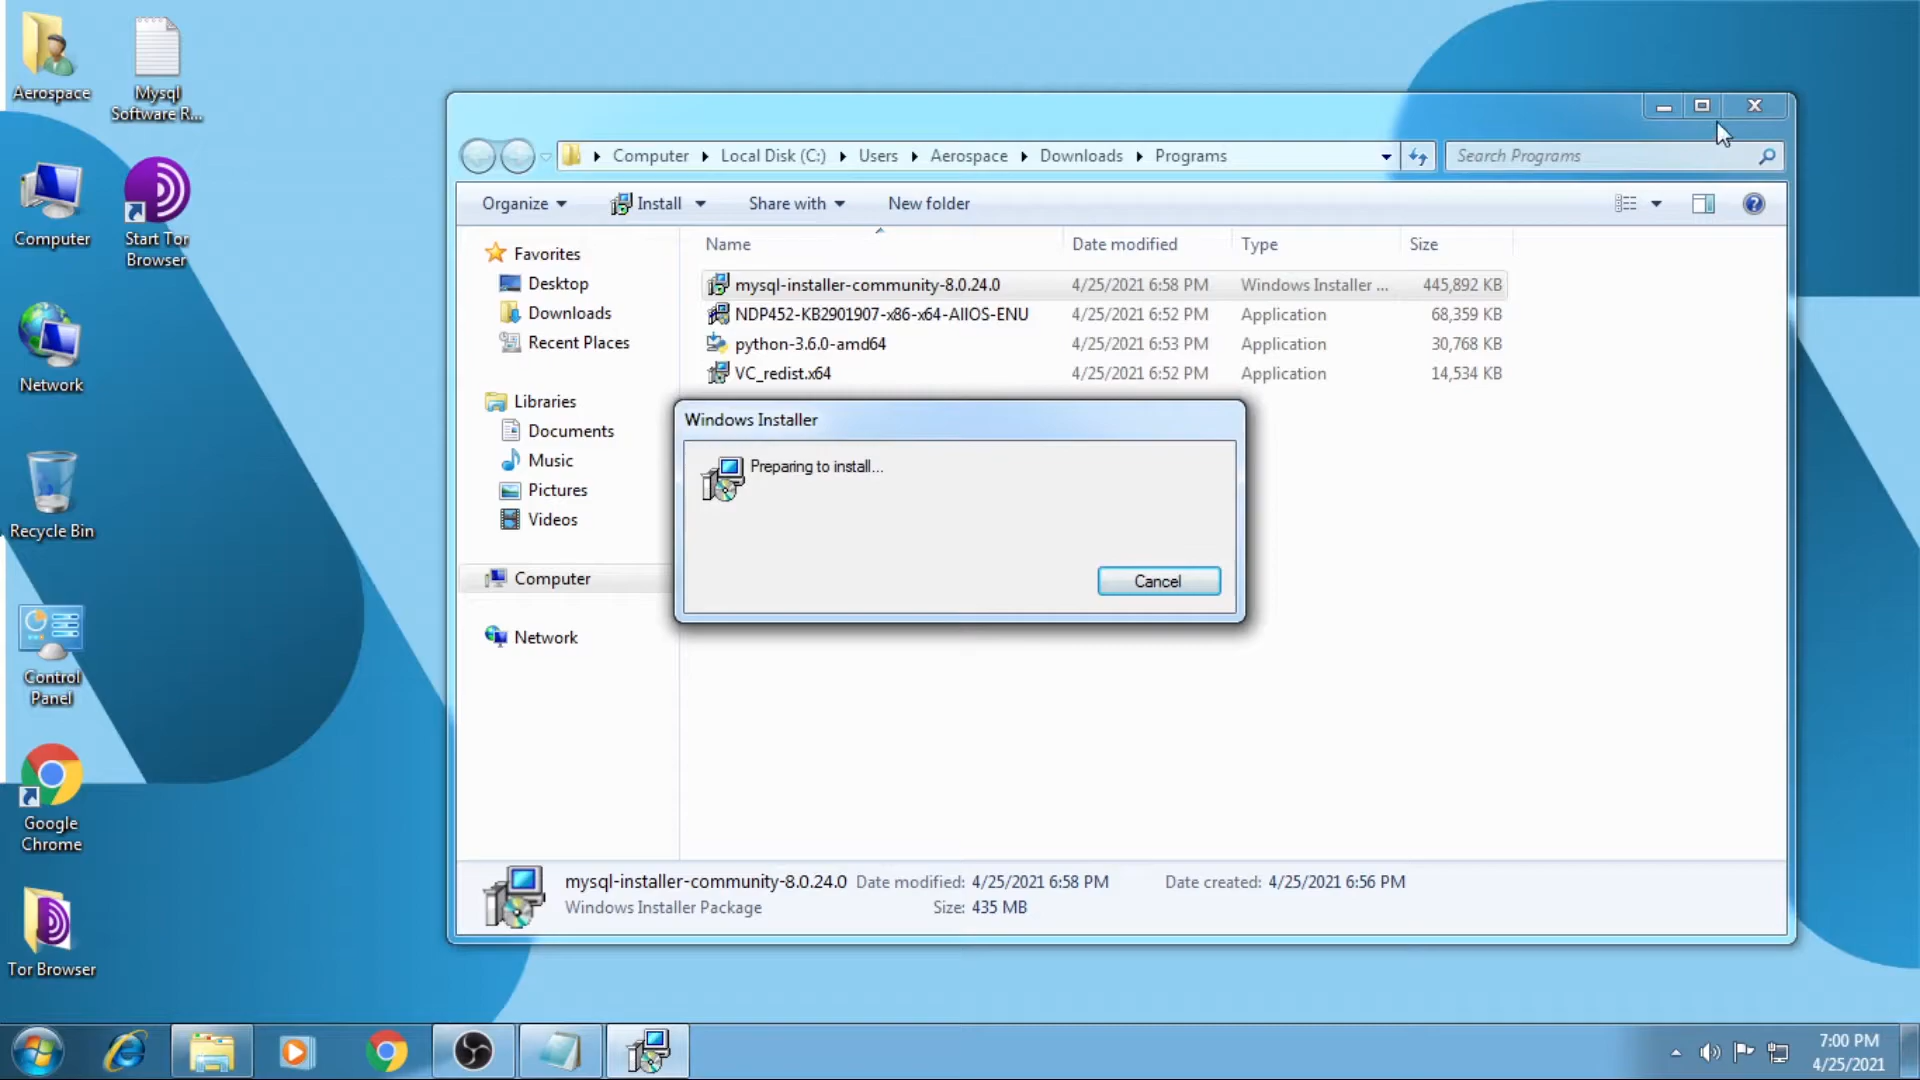 Aerospace
Mysql
Software R...
Computer
Start Tor
Browser
Network
Recycle Bin
Control
Panel
Google
Chrome
Tor Browser
Computer Local Disk (C:) Users Aerospace Downloads Programs
Search Programs
Organize Install Share with New folder
Favorites
Desktop
Downloads
Recent Places
Libraries
Documents
Music
Pictures
Videos
Computer
Network
Name Date modified Type Size
mysql-installer-community-8.0.24.0 4/25/2021 6:58 PM Windows Installer ... 445,892 KB
NDP452-KB2901907-x86-x64-AllOS-ENU 4/25/2021 6:52 PM Application 68,359 KB
python-3.6.0-amd64 4/25/2021 6:53 PM Application 30,768 KB
VC_redist.x64 4/25/2021 6:52 PM Application 14,534 KB
Windows Installer
Preparing to install...
Cancel
mysql-installer-community-8.0.24.0 Date modified: 4/25/2021 6:58 PM Date created: 4/25/2021 6:56 PM
Windows Installer Package Size: 435 MB
7:00 PM
4/25/2021